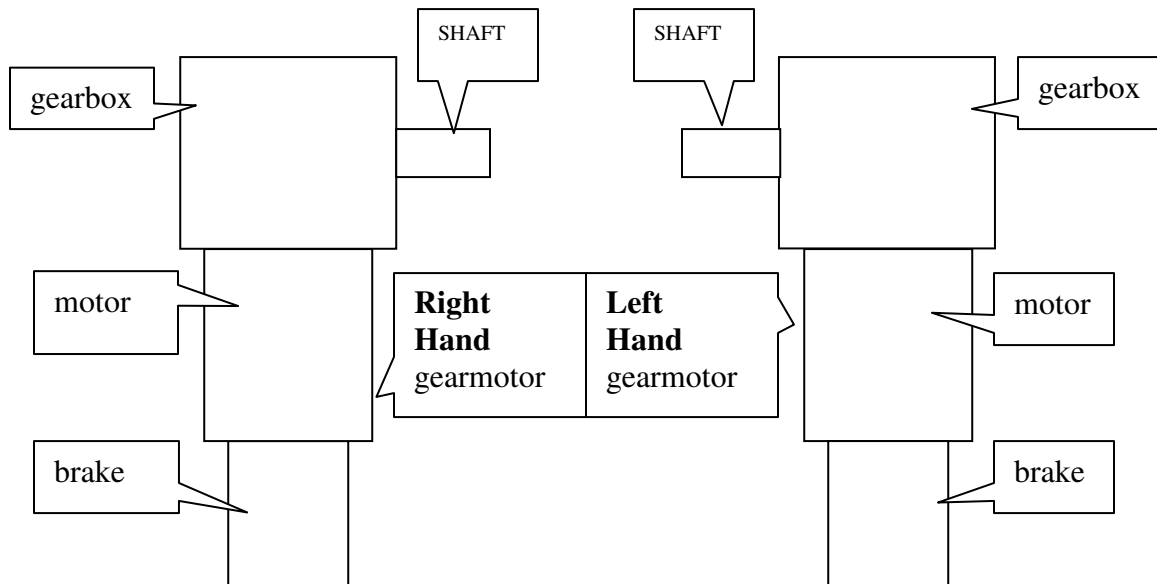 SHAFT
SHAFT
gearbox
gearbox
motor
Right
Hand
gearmotor
Left
Hand
gearmotor
motor
brake
brake